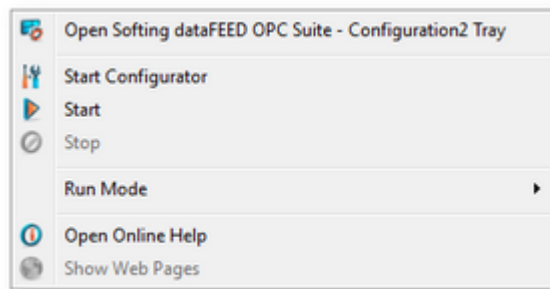 Open Softing dataFEED OPC Suite - Configuration2 Tray
Start Configurator
Start
Stop
Run Mode
Open Online Help
Show Web Pages